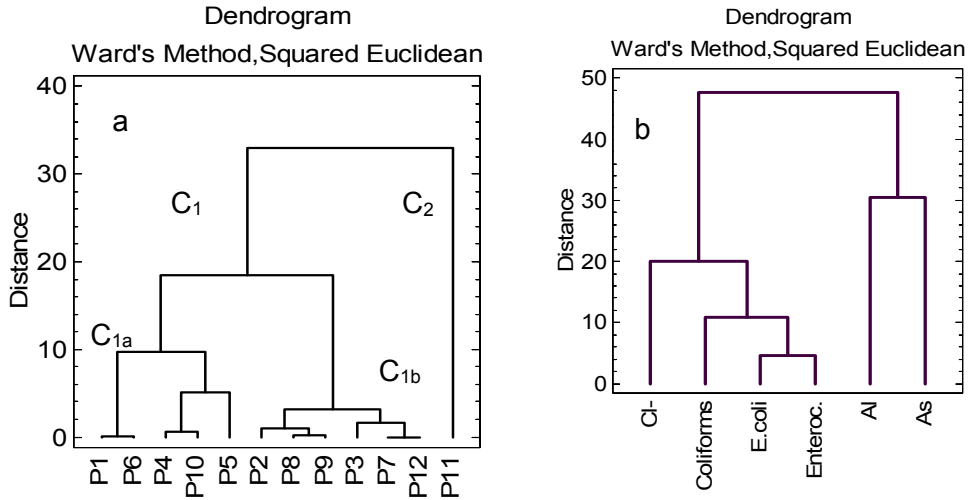 Dendrogram
Ward's Method,Squared Euclidean
40
30
20
10
0
Distance
a
C1
C2
C1a
C1b
P1
P6
P4
P10
P5
P2
P8
P9
P3
P7
P12
P11
Dendrogram
Ward's Method,Squared Euclidean
50
40
30
20
10
0
Distance
b
Cl-
Coliforms
E.coli
Enteroc.
Al
As